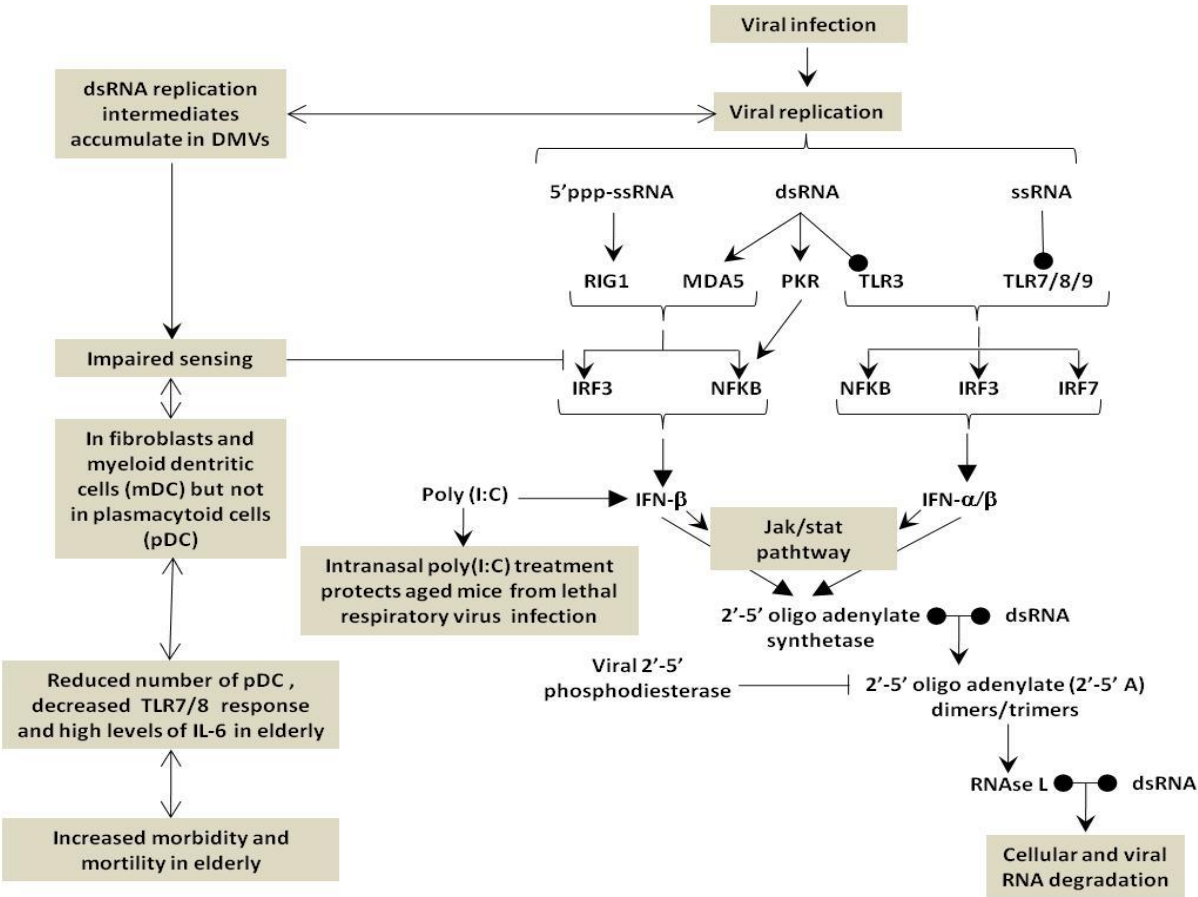 Viral infection
dsRNA replication
intermediates
accumulate in DMVs
Viral replication
5’ppp-ssRNA
dsRNA
ssRNA
RIG1
MDA5
PKR
TLR3
TLR7/8/9
Impaired sensing
IRF3
NFKB
NFKB
IRF3
IRF7
In fibroblasts and
myeloid dentritic
cells (mDC) but not
in plasmacytoid cells
(pDC)
Poly (I:C)
IFN-β
IFN-α/β
Jak/stat
pathtway
Intranasal poly(I:C) treatment
protects aged mice from lethal
respiratory virus infection
2’-5’ oligo adenylate
synthetase
dsRNA
Viral 2’-5’
phosphodiesterase
2’-5’ oligo adenylate (2’-5’ A)
dimers/trimers
Reduced number of pDC ,
decreased TLR7/8 response
and high levels of IL-6 in elderly
RNAse L
dsRNA
Increased morbidity and
mortility in elderly
Cellular and viral
RNA degradation